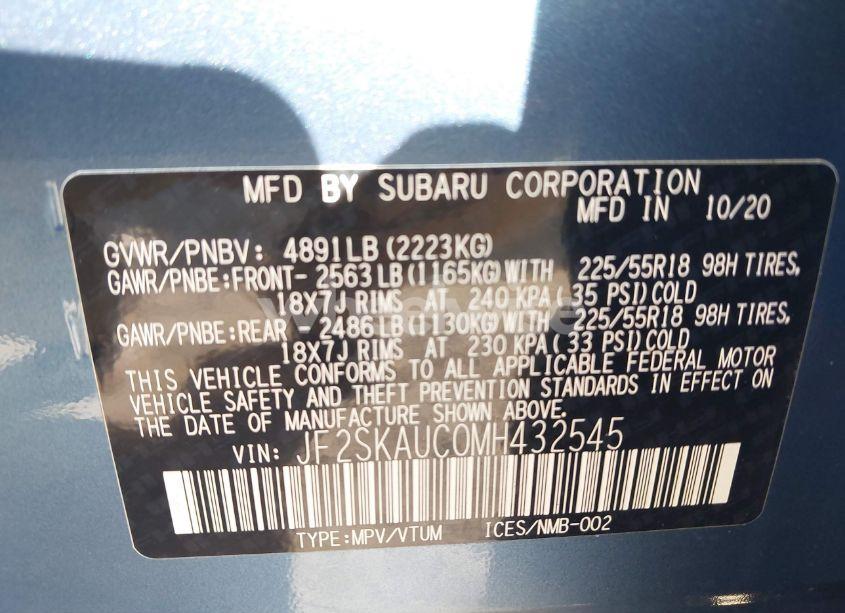 MFD BY SUBARU CORPORATION
MFD IN 10/20
GVWR/PNBV: 4891LB (2223KG)
GAWR/PNBE:FRONT- 2563LB (1165KG)WITH 225/55R18 98H TIRES,
18X7J RIMS AT 240 KPA(35 PSI)COLD
GAWR/PNBE:REAR 2486LB(1130KG)WITH 225/55R18 98H TIRES,
18X7J RIMS AT 230 KPA(33 PSI)COLD
THIS VEHICLE CONFORMS TO ALL APPLICABLE FEDERAL MOTOR
VEHICLE SAFETY AND THEFT PREVENTION STANDARDS IN EFFECT ON
THE DATE OF MANUFACTURE SHOWN ABOVE.
VIN: JF2SKAUC0MH432545
TYPE:MPV/VTUM ICES/NMB-002